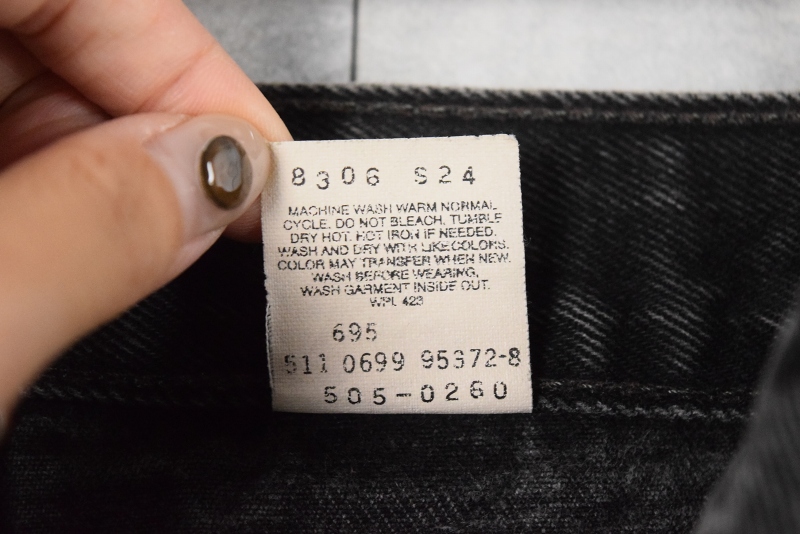 8306 S24
MACHINE WASH WARM NORMAL
CYCLE. DO NOT BLEACH. TUMBLE
DRY HOT. HOT IRON IF NEEDED.
WASH AND DRY WITH LIKE COLORS.
COLOR MAY TRANSFER WHEN NEW.
WASH BEFORE WEARING.
WASH GARMENT INSIDE OUT.
WPL 423
695
511 0699 95372-8
505-0260